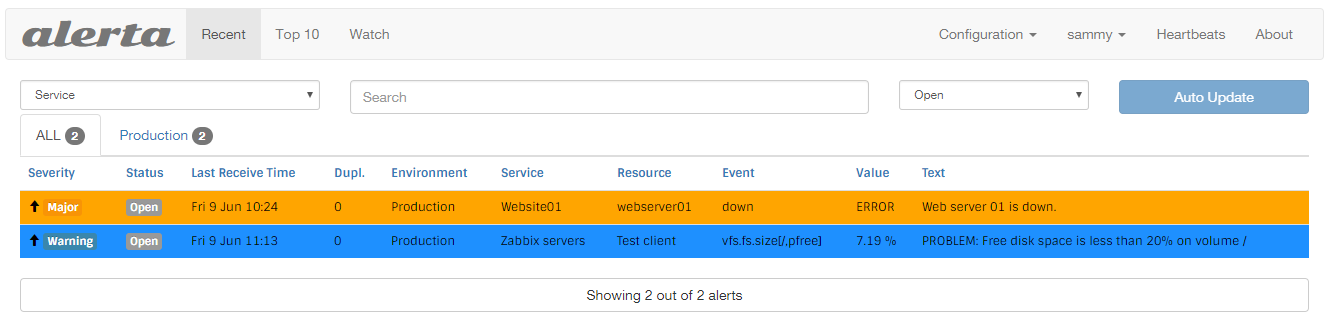 alerta Recent Top 10 Watch Configuration sammy Heartbeats About
Service Search Open Auto Update
ALL 2 Production 2
Severity Status Last Receive Time Dupl. Environment Service Resource Event Value Text
Major Open Fri 9 Jun 10:24 0 Production Website01 webserver01 down ERROR Web server 01 is down.
Warning Open Fri 9 Jun 11:13 0 Production Zabbix servers Test client vfs.fs.size[/,pfree] 7.19 % PROBLEM: Free disk space is less than 20% on volume /
Showing 2 out of 2 alerts